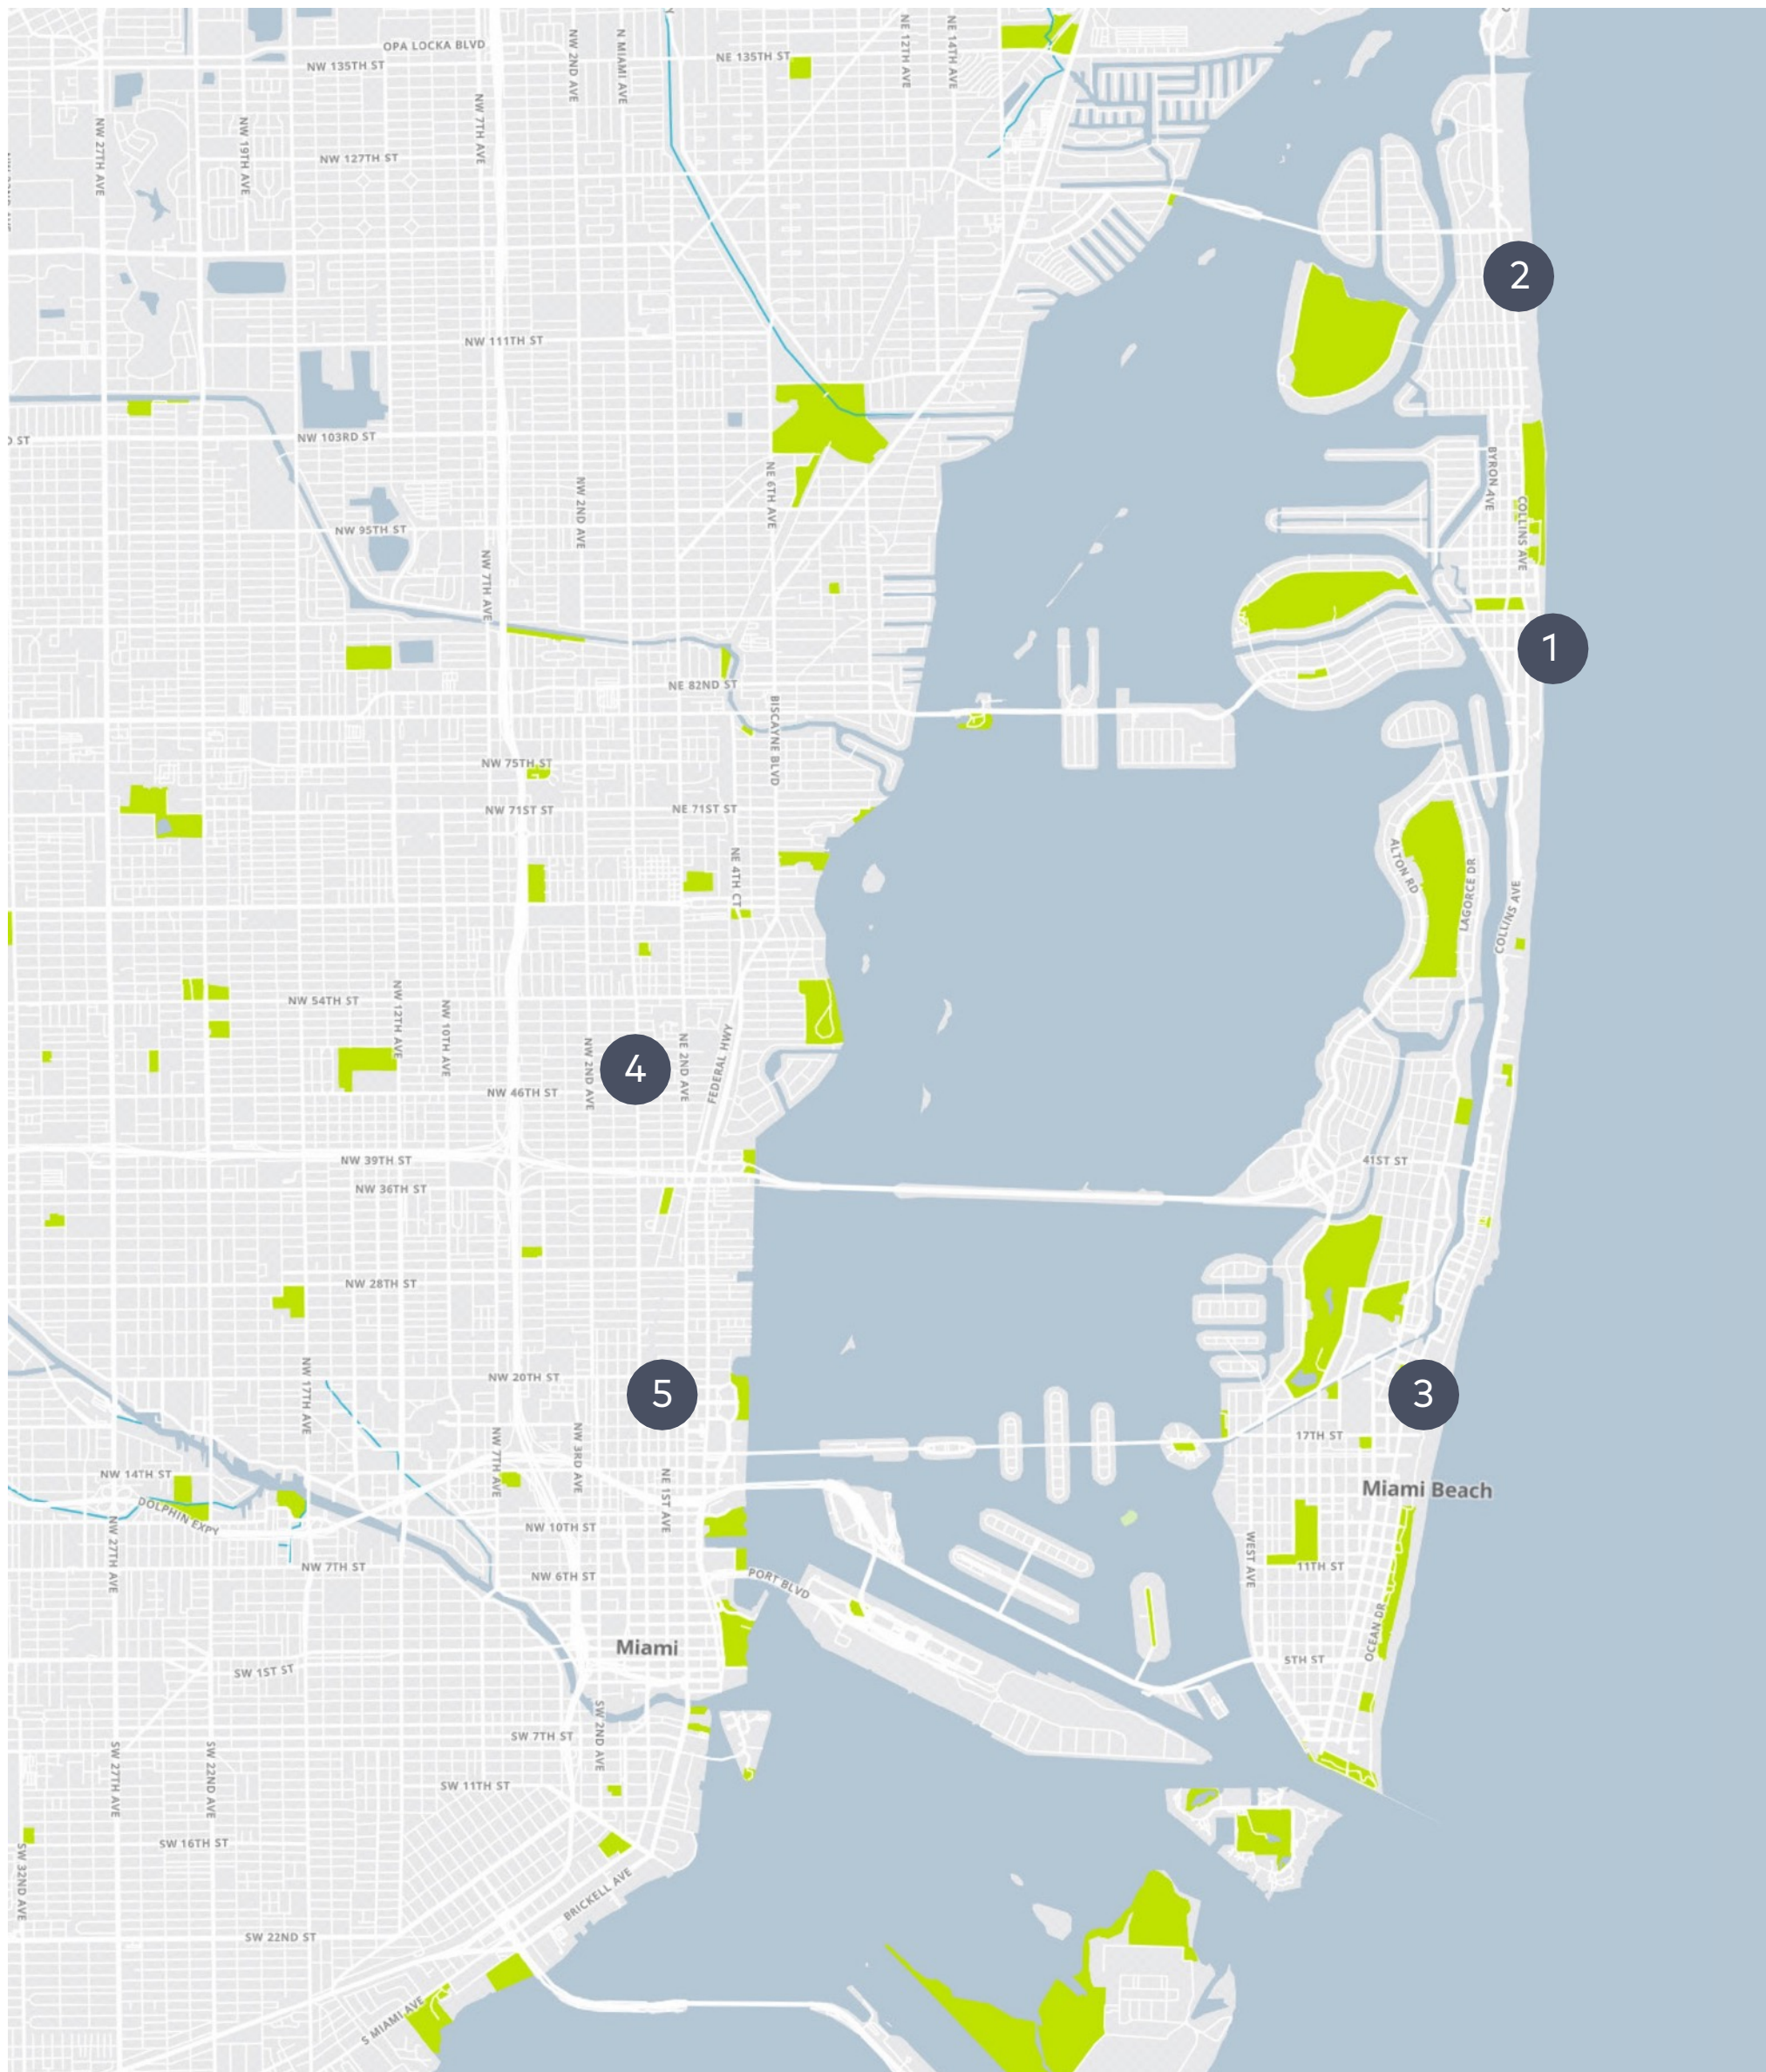 OPA LOCKA BLVD
NW 135TH ST
NE 135TH ST
NW 2ND AVE
N MIAMI AVE
NE 12TH AVE
NE 14TH AVE
NW 7TH AVE
NW 27TH AVE
NW 19TH AVE
NW 127TH ST
2
NW 111TH ST
NW 103RD ST
NE 6TH AVE
NW 2ND AVE
BYRON AVE
COLLINS AVE
NW 95TH ST
NW 7TH AVE
1
NE 82ND ST
BISCAYNE BLVD
NW 75TH ST
NW 71ST ST
NE 71ST ST
NE 4TH CT
ALTON RD
LAGORCE DR
COLLINS AVE
NW 54TH ST
NW 12TH AVE
NW 10TH AVE
NW 2ND AVE
4
NE 2ND AVE
FEDERAL HWY
NW 46TH ST
NW 39TH ST
41ST ST
NW 36TH ST
NW 28TH ST
NW 17TH AVE
NW 20TH ST
5
3
17TH ST
NW 7TH AVE
NW 3RD AVE
NW 14TH ST
DOLPHIN EXPY
NE 1ST AVE
Miami Beach
NW 27TH AVE
NW 10TH ST
WEST AVE
NW 7TH ST
11TH ST
NW 6TH ST
PORT BLVD
OCEAN DR
Miami
5TH ST
SW 1ST ST
SW 2ND AVE
SW 7TH ST
SW 27TH AVE
SW 22ND AVE
SW 11TH ST
SW 16TH ST
SW 32ND AVE
BRICKELL AVE
SW 22ND ST
S MIAMI AVE